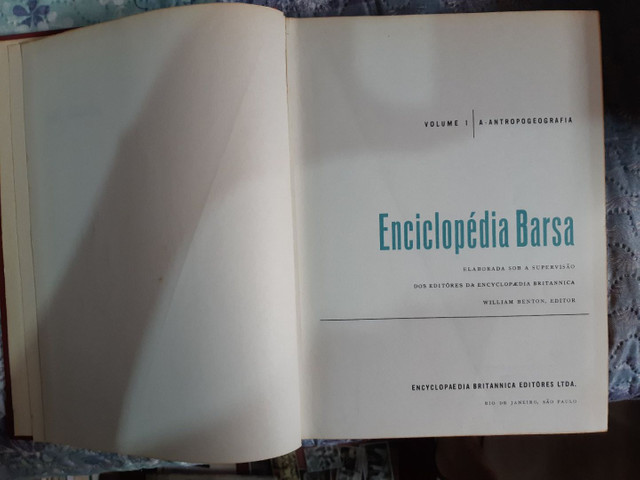 VOLUME I | A - ANTROPOGEOGRAFIA
Enciclopédia Barsa
ELABORADA SOB A SUPERVISÃO
DOS EDITÔRES DA ENCYCLOPÆDIA BRITANNICA
WILLIAM BENTON, EDITOR
ENCYCLOPAEDIA BRITANNICA EDITÔRES LTDA.
RIO DE JANEIRO, SÃO PAULO